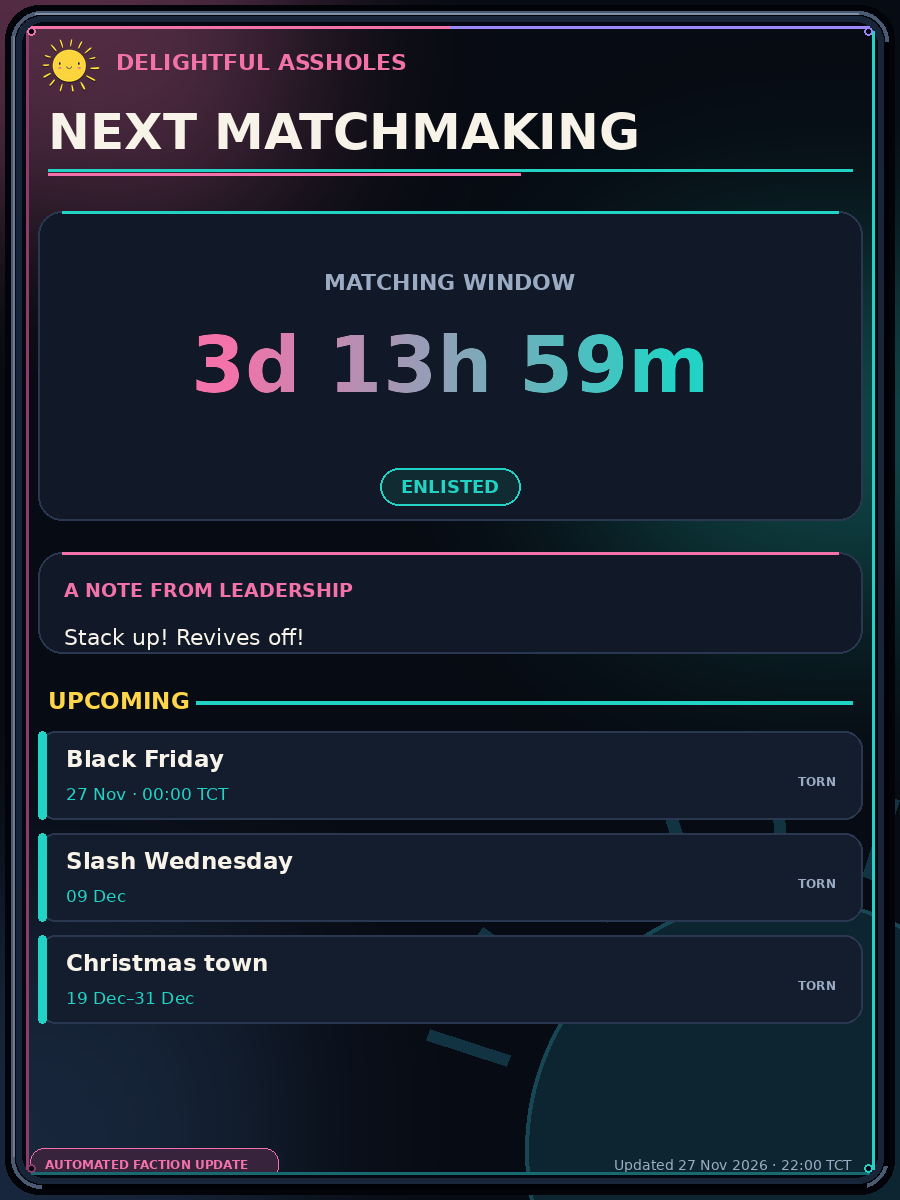 DELIGHTFUL ASSHOLES
NEXT MATCHMAKING
MATCHING WINDOW
3d 13h 59m
ENLISTED
A NOTE FROM LEADERSHIP
Stack up! Revives off!
UPCOMING
Black Friday
27 Nov · 00:00 TCT
TORN
Slash Wednesday
09 Dec
TORN
Christmas town
19 Dec–31 Dec
TORN
AUTOMATED FACTION UPDATE
Updated 27 Nov 2026 · 22:00 TCT